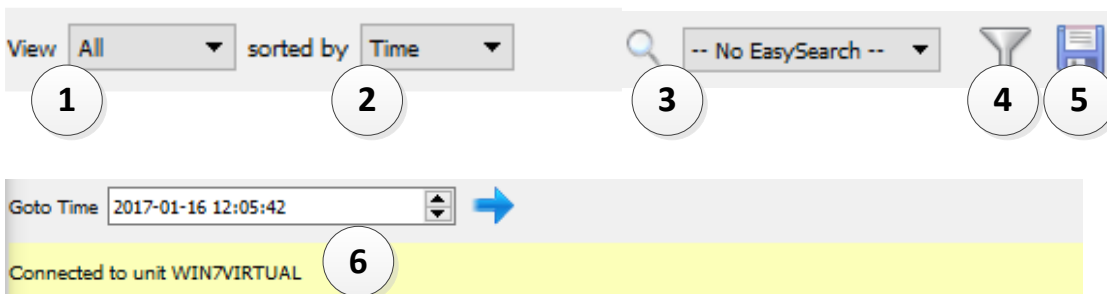 View All sorted by Time -- No EasySearch --
1 2 3 4 5
Goto Time 2017-01-16 12:05:42
Connected to unit WIN7VIRTUAL 6